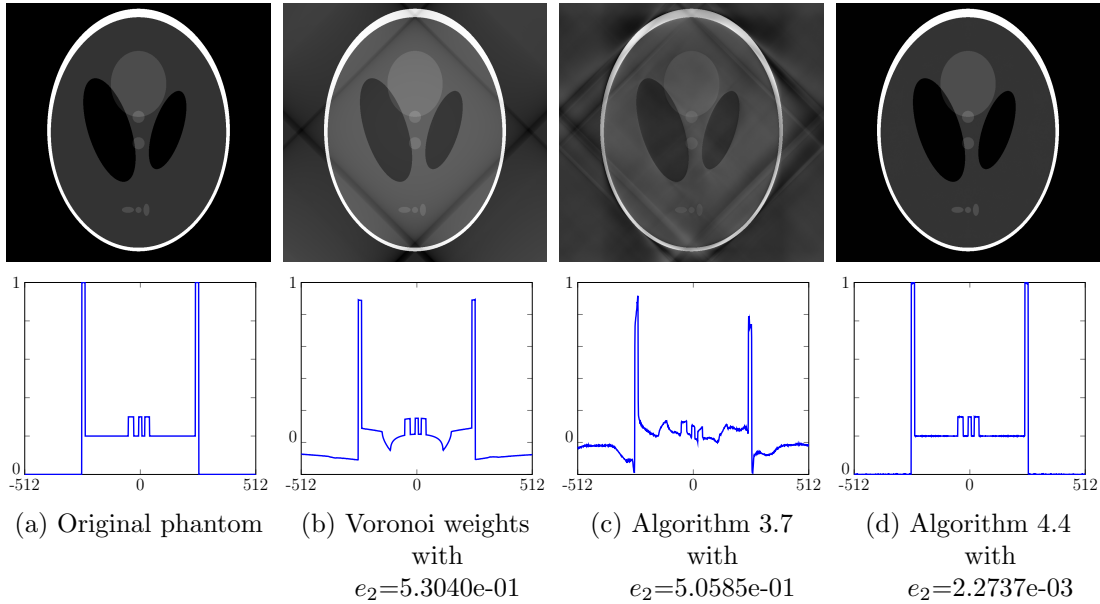 1
0
-512
0
512
1
0
-512
0
512
1
0
-512
0
512
1
0
-512
0
512
(a) Original phantom
(b) Voronoi weights
with
e₂=5.3040e-01
(c) Algorithm 3.7
with
e₂=5.0585e-01
(d) Algorithm 4.4
with
e₂=2.2737e-03